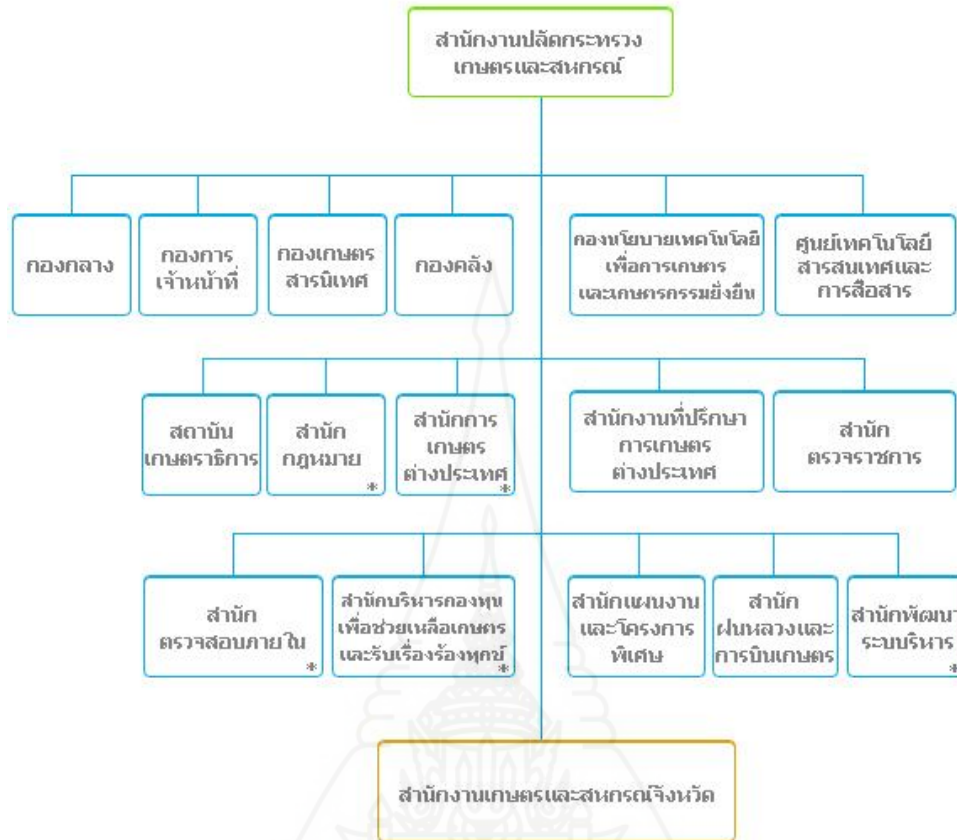 สำนักงานปลัดกระทรวง
เกษตรและสหกรณ์
กองกลาง
กองการ
เจ้าหน้าที่
กองเกษตร
สารนิเทศ
กองคลัง
กองนโยบายเทคโนโลยี
เพื่อการเกษตร
และเกษตรกรรมยั่งยืน
ศูนย์เทคโนโลยี
สารสนเทศและ
การสื่อสาร
สถาบัน
เกษตราธิการ
สำนัก
กฎหมาย
*
สำนักการ
เกษตร
ต่างประเทศ
*
สำนักงานที่ปรึกษา
การเกษตร
ต่างประเทศ
สำนัก
ตรวจราชการ
สำนัก
ตรวจสอบภายใน
*
สำนักบริหารกองทุน
เพื่อช่วยเหลือเกษตร
และรับเรื่องร้องทุกข์
*
สำนักแผนงาน
และโครงการ
พิเศษ
สำนัก
ฝนหลวงและ
การบินเกษตร
สำนักพัฒนา
ระบบบริหาร
*
สำนักงานเกษตรและสหกรณ์จังหวัด